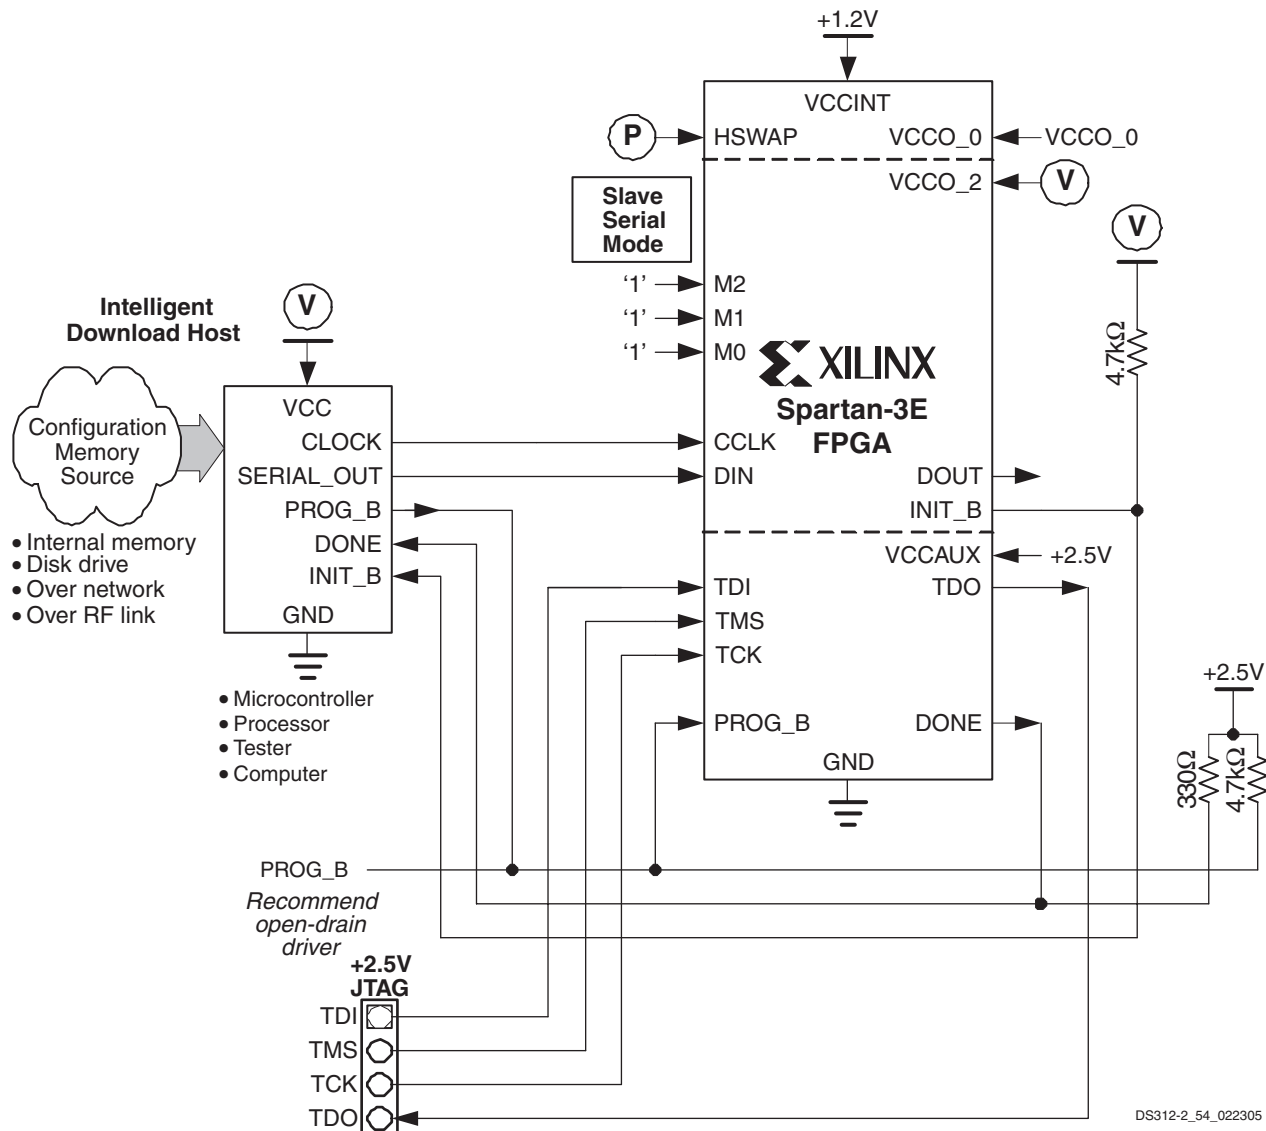 +1.2V
VCCINT
P
HSWAP
VCCO_0
VCCO_0
VCCO_2
V
Slave
Serial
Mode
V
'1'
M2
'1'
M1
'1'
M0
XILINX
Spartan-3E
FPGA
4.7kΩ
Intelligent
Download Host
V
Configuration
Memory
Source
VCC
CLOCK
SERIAL_OUT
PROG_B
DONE
INIT_B
GND
CCLK
DIN
DOUT
INIT_B
• Internal memory
• Disk drive
• Over network
• Over RF link
VCCAUX
+2.5V
TDI
TDO
TMS
TCK
• Microcontroller
• Processor
• Tester
• Computer
PROG_B
DONE
GND
+2.5V
330Ω
4.7kΩ
PROG_B
Recommend
open-drain
driver
+2.5V
JTAG
TDI
TMS
TCK
TDO
DS312-2_54_022305